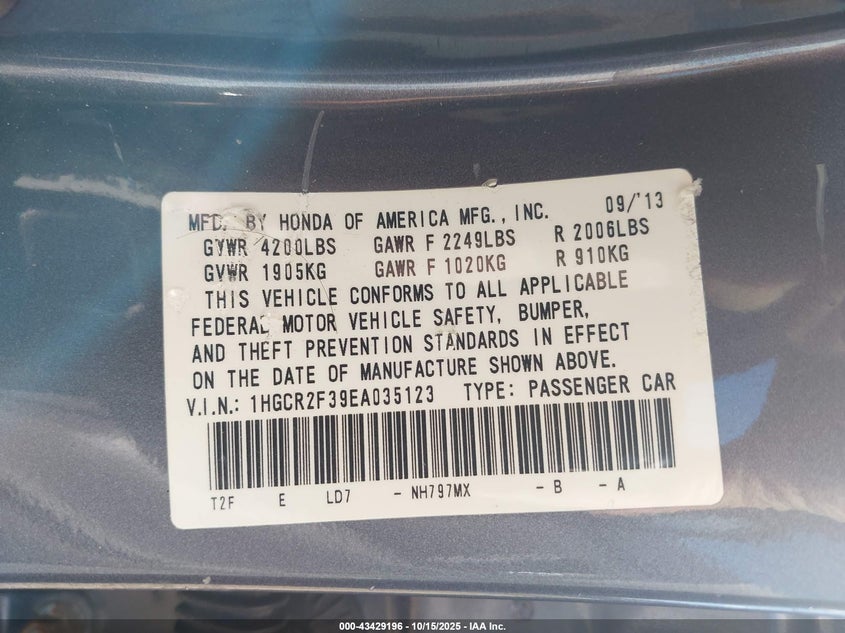 MFD. BY HONDA OF AMERICA MFG., INC. 09/'13
GVWR 4200LBS GAWR F 2249LBS R 2006LBS
GVWR 1905KG GAWR F 1020KG R 910KG
THIS VEHICLE CONFORMS TO ALL APPLICABLE
FEDERAL MOTOR VEHICLE SAFETY, BUMPER,
AND THEFT PREVENTION STANDARDS IN EFFECT
ON THE DATE OF MANUFACTURE SHOWN ABOVE.
V.I.N.: 1HGCR2F39EA035123 TYPE: PASSENGER CAR
T2F E LD7 - NH797MX - B - A
000-43429196 - 10/15/2025 - IAA Inc.